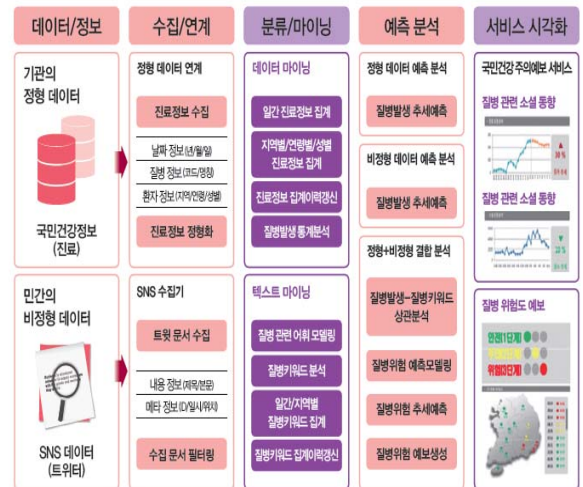 데이터/정보
수집/연계
분류/마이닝
예측 분석
서비스 시각화
기관의
정형 데이터
국민건강정보
(진료)
민간의
비정형 데이터
SNS 데이터
(트위터)
정형 데이터 연계
진료정보 수집
날짜 정보(년/월/일)
질병 정보(코드/명칭)
환자 정보(지역/연령/성별)
진료정보 정형화
SNS 수집기
트윗 문서 수집
내용 정보(제목/본문)
메타 정보(ID/일시/위치)
수집 문서 필터링
데이터 마이닝
일간 진료정보 집계
지역별/연령별/성별
진료정보 집계
진료정보 집계이력갱신
질병발생 통계분석
텍스트 마이닝
질병 관련 어휘 모델링
질병키워드 분석
일간/지역별
질병키워드 집계
질병키워드 집계이력갱신
정형 데이터 예측 분석
질병발생 추세예측
비정형 데이터 예측 분석
질병발생 추세예측
정형+비정형 결합 분석
질병발생-질병키워드
상관분석
질병위험 예측모델링
질병위험 추세예측
질병위험 예보생성
국민건강 주의예보 서비스
질병 관련 소셜 동향
질병 관련 소셜 동향
질병 위험도 예보
안전(1단계)
위험(3단계)